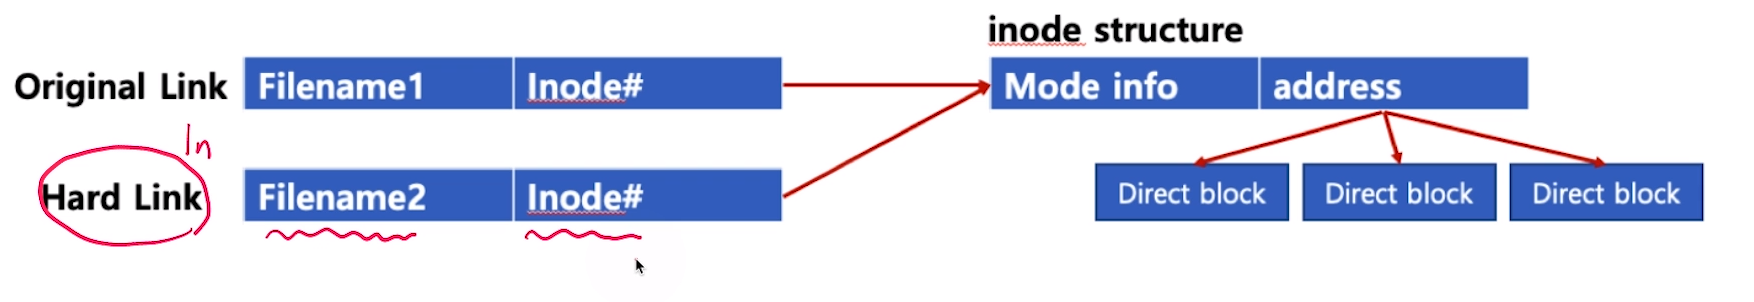 inode structure
Original Link Filename1 Inode# Mode info address
ln
Hard Link Filename2 Inode# Direct block Direct block Direct block